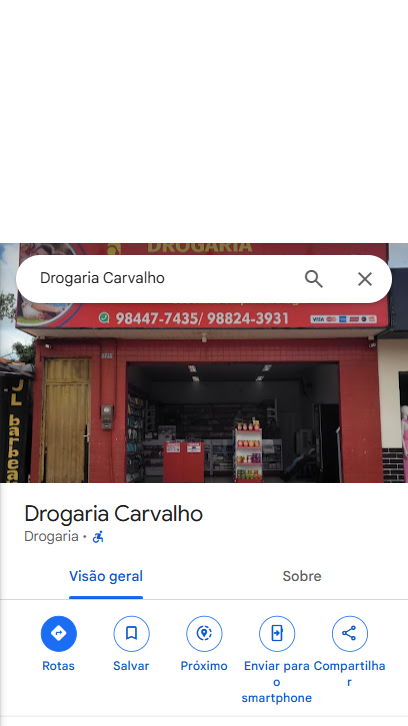 DROGARIA
Drogaria Carvalho
98447-7435/ 98824-3931
VISA
JL barbea
Drogaria Carvalho
Drogaria •
Visão geral
Sobre
Rotas
Salvar
Próximo
Enviar para o smartphone
Compartilhar